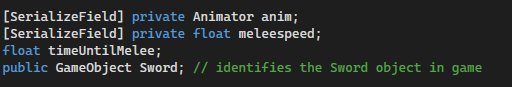 [SerializeField] private Animator anim;
[SerializeField] private float meleespeed;
float timeUntilMelee;
public GameObject Sword; // identifies the Sword object in game